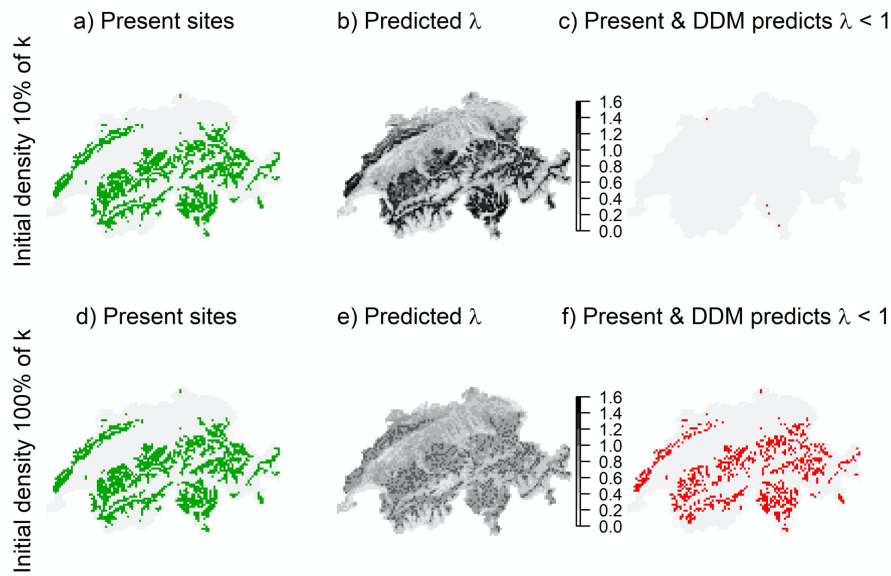 a) Present sites
b) Predicted λ
c) Present & DDM predicts λ < 1
Initial density 10% of k
1.6
1.4
1.2
1.0
0.8
0.6
0.4
0.2
0.0
d) Present sites
e) Predicted λ
f) Present & DDM predicts λ < 1
Initial density 100% of k
1.6
1.4
1.2
1.0
0.8
0.6
0.4
0.2
0.0